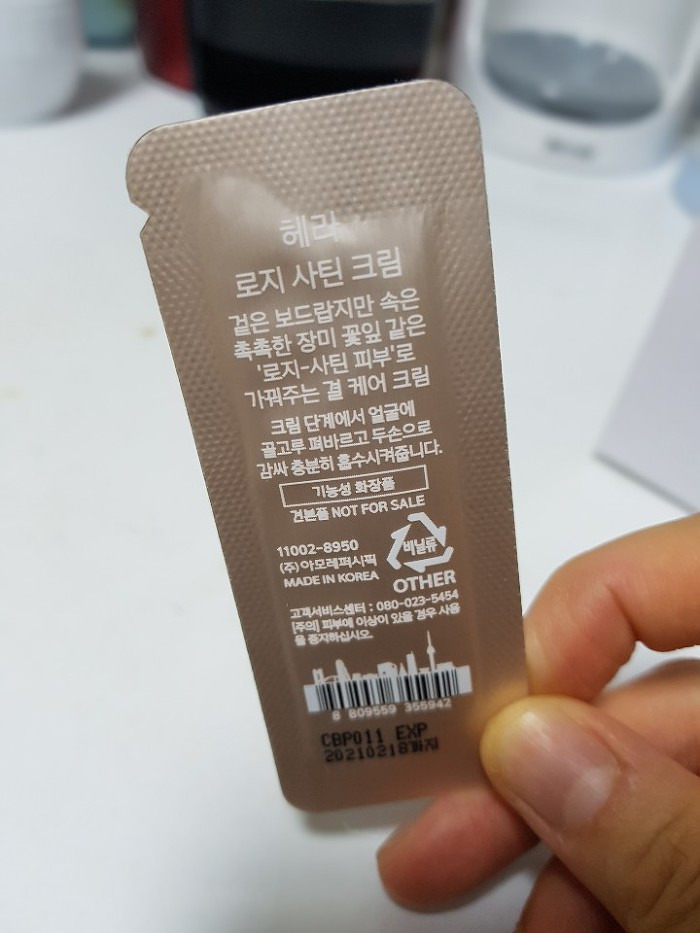 헤라
로지 사틴 크림
겉은 보드랍지만 속은
촉촉한 장미 꽃잎 같은
'로지-사틴 피부'로
가꿔주는 결 케어 크림
크림 단계에서 얼굴에
골고루 펴바르고 두손으로
감싸 충분히 흡수시켜줍니다.
기능성 화장품
견본품 NOT FOR SALE
11002-8950
(주)아모레퍼시픽
MADE IN KOREA
비닐류
OTHER
고객서비스센터 : 080-023-5454
[주의] 피부에 이상이 있을 경우 사용
을 중지하십시오.
8 809559 355942
CBP011 EXP
20210218까지